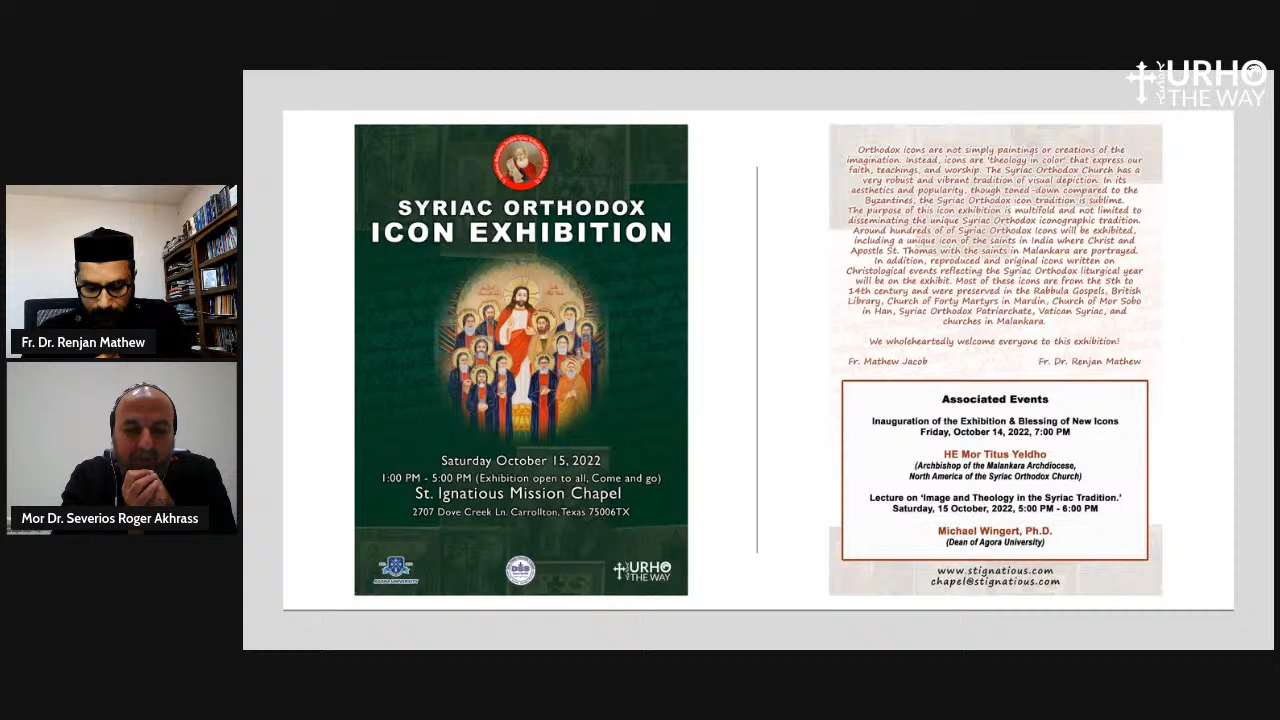 URHO
THE WAY
Fr. Dr. Renjan Mathew
Mor Dr. Severios Roger Akhrass
SYRIAC ORTHODOX
ICON EXHIBITION
Saturday October 15, 2022
1:00 PM - 5:00 PM (Exhibition open to all, Come and go)
St. Ignatious Mission Chapel
2707 Dove Creek Ln, Carrollton, Texas 75006TX
AGORA UNIVERSITY
URHO
THE WAY
Orthodox icons are not simply paintings or creations of the
imagination. Instead, icons are 'theology in color' that express our
faith, teachings, and worship. The Syriac Orthodox Church has a
very robust and vibrant tradition of visual depiction. In its
aesthetics and popularity, though toned-down compared to the
Byzantines, the Syriac Orthodox icon tradition is sublime.
The purpose of this icon exhibition is multifold and not limited to
disseminating the unique Syriac Orthodox iconographic tradition.
Around hundreds of of Syriac Orthodox Icons will be exhibited,
including a unique icon of the saints in India where Christ and
Apostle St. Thomas with the saints in Malankara are portrayed.
In addition, reproduced and original icons written on
Christological events reflecting the Syriac Orthodox liturgical year
will be on the exhibit. Most of these icons are from the 5th to
14th century and were preserved in the Rabbula Gospels, British
Library, Church of Forty Martyrs in Mardin, Church of Mor Sobo
in Han, Syriac Orthodox Patriarchate, Vatican Syriac, and
churches in Malankara.
We wholeheartedly welcome everyone to this exhibition!
Fr. Mathew Jacob Fr. Dr. Renjan Mathew
Associated Events
Inauguration of the Exhibition & Blessing of New Icons
Friday, October 14, 2022, 7:00 PM
HE Mor Titus Yeldho
(Archbishop of the Malankara Archdiocese,
North America of the Syriac Orthodox Church)
Lecture on 'Image and Theology in the Syriac Tradition.'
Saturday, 15 October, 2022, 5:00 PM - 6:00 PM
Michael Wingert, Ph.D.
(Dean of Agora University)
www.stignatious.com
chapel@stignatious.com